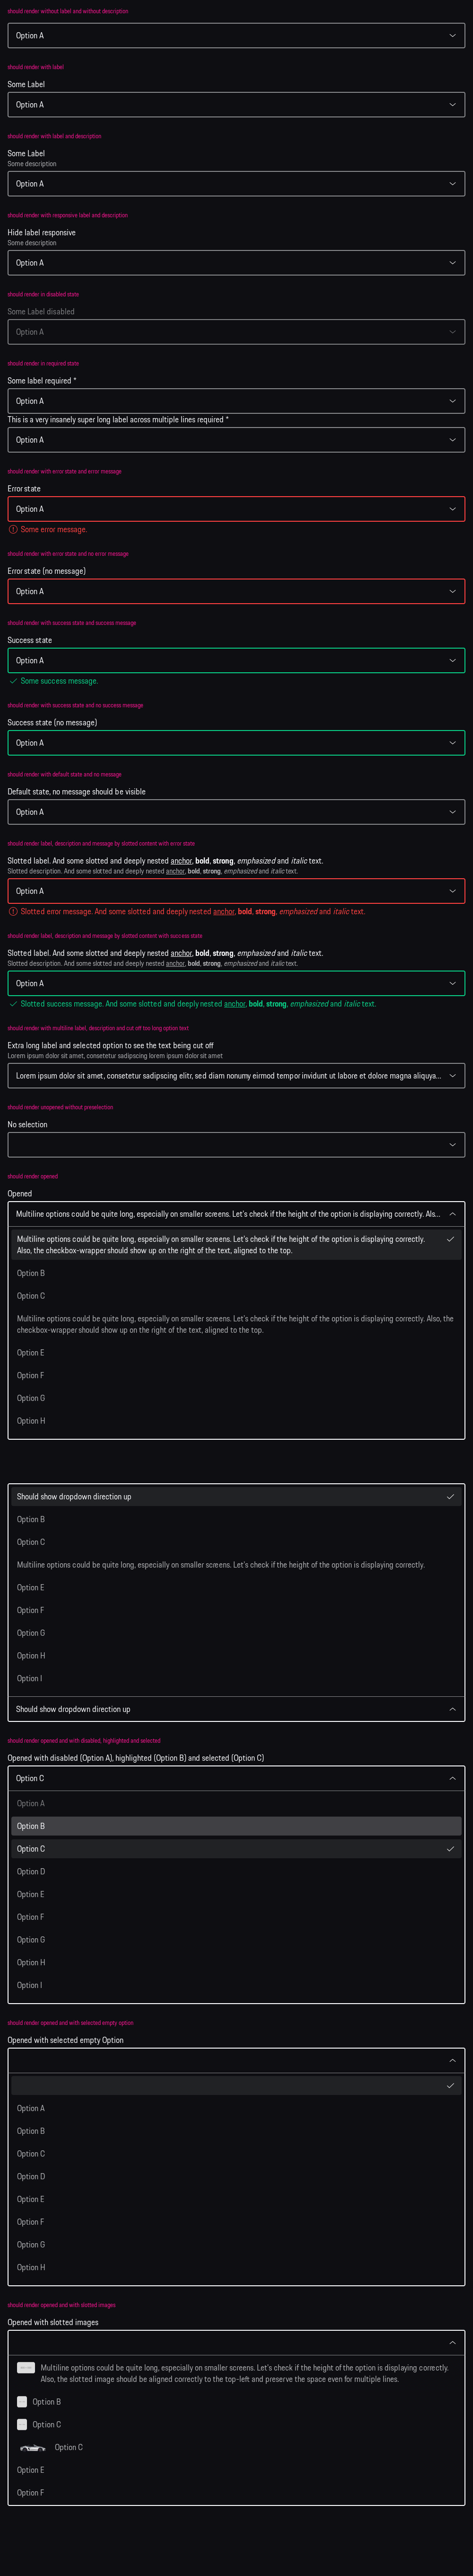 should render without label and without description
Option A
should render with label
Some Label
Option A
should render with label and description
Some Label
Some description
Option A
should render with responsive label and description
Hide label responsive
Some description
Option A
should render in disabled state
Some Label disabled
Option A
should render in required state
Some label required *
Option A
This is a very insanely super long label across multiple lines required *
Option A
should render with error state and error message
Error state
Option A
Some error message.
should render with error state and no error message
Error state (no message)
Option A
should render with success state and success message
Success state
Option A
Some success message.
should render with success state and no success message
Success state (no message)
Option A
should render with default state and no message
Default state, no message should be visible
Option A
should render label, description and message by slotted content with error state
Slotted label. And some slotted and deeply nested anchor, bold, strong, emphasized and italic text.
Slotted description. And some slotted and deeply nested anchor, bold, strong, emphasized and italic text.
Option A
Slotted error message. And some slotted and deeply nested anchor, bold, strong, emphasized and italic text.
should render label, description and message by slotted content with success state
Slotted label. And some slotted and deeply nested anchor, bold, strong, emphasized and italic text.
Slotted description. And some slotted and deeply nested anchor, bold, strong, emphasized and italic text.
Option A
Slotted success message. And some slotted and deeply nested anchor, bold, strong, emphasized and italic text.
should render with multiline label, description and cut off too long option text
Extra long label and selected option to see the text being cut off
Lorem ipsum dolor sit amet, consetetur sadipscing lorem ipsum dolor sit amet
Lorem ipsum dolor sit amet, consetetur sadipscing elitr, sed diam nonumy eirmod tempor invidunt ut labore et dolore magna aliquya...
should render unopened without preselection
No selection
should render opened
Opened
Multiline options could be quite long, especially on smaller screens. Let's check if the height of the option is displaying correctly. Als...
Multiline options could be quite long, especially on smaller screens. Let's check if the height of the option is displaying correctly.
Also, the checkbox-wrapper should show up on the right of the text, aligned to the top.
Option B
Option C
Multiline options could be quite long, especially on smaller screens. Let's check if the height of the option is displaying correctly. Also, the
checkbox-wrapper should show up on the right of the text, aligned to the top.
Option E
Option F
Option G
Option H
Should show dropdown direction up
Option B
Option C
Multiline options could be quite long, especially on smaller screens. Let's check if the height of the option is displaying correctly.
Option E
Option F
Option G
Option H
Option I
Should show dropdown direction up
should render opened and with disabled, highlighted and selected
Opened with disabled (Option A), highlighted (Option B) and selected (Option C)
Option C
Option A
Option B
Option C
Option D
Option E
Option F
Option G
Option H
Option I
should render opened and with selected empty option
Opened with selected empty Option
Option A
Option B
Option C
Option D
Option E
Option F
Option G
Option H
should render opened and with slotted images
Opened with slotted images
Multiline options could be quite long, especially on smaller screens. Let's check if the height of the option is displaying correctly.
Also, the slotted image should be aligned correctly to the top-left and preserve the space even for multiple lines.
Option B
Option C
Option C
Option E
Option F